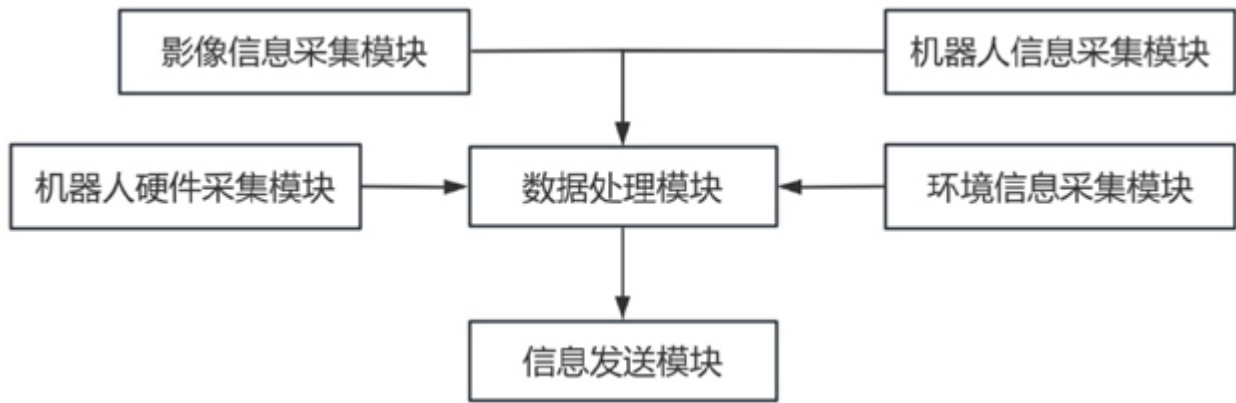 影像信息采集模块
机器人信息采集模块
机器人硬件采集模块
数据处理模块
环境信息采集模块
信息发送模块